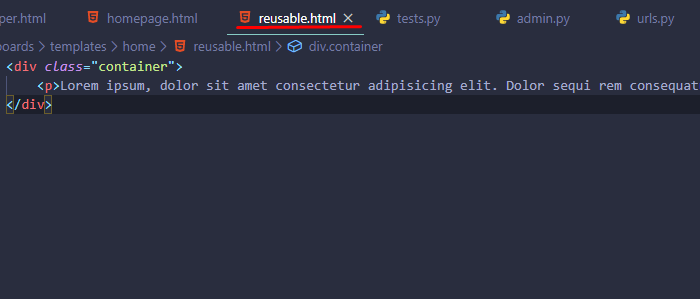 per.html homepage.html reusable.html tests.py admin.py urls.py
boards > templates > home > reusable.html > div.container
<div class="container">
<p>Lorem ipsum, dolor sit amet consectetur adipisicing elit. Dolor sequi rem consequat
</div>